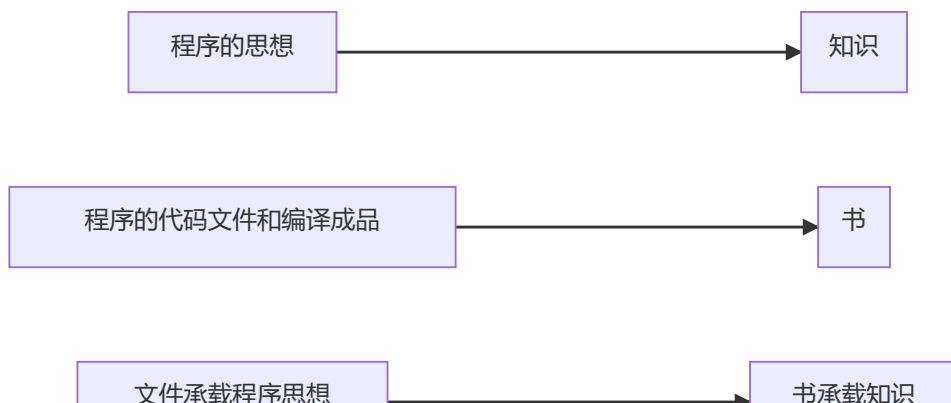 程序的思想
知识
程序的代码文件和编译成品
书
文件承载程序思想
书承载知识